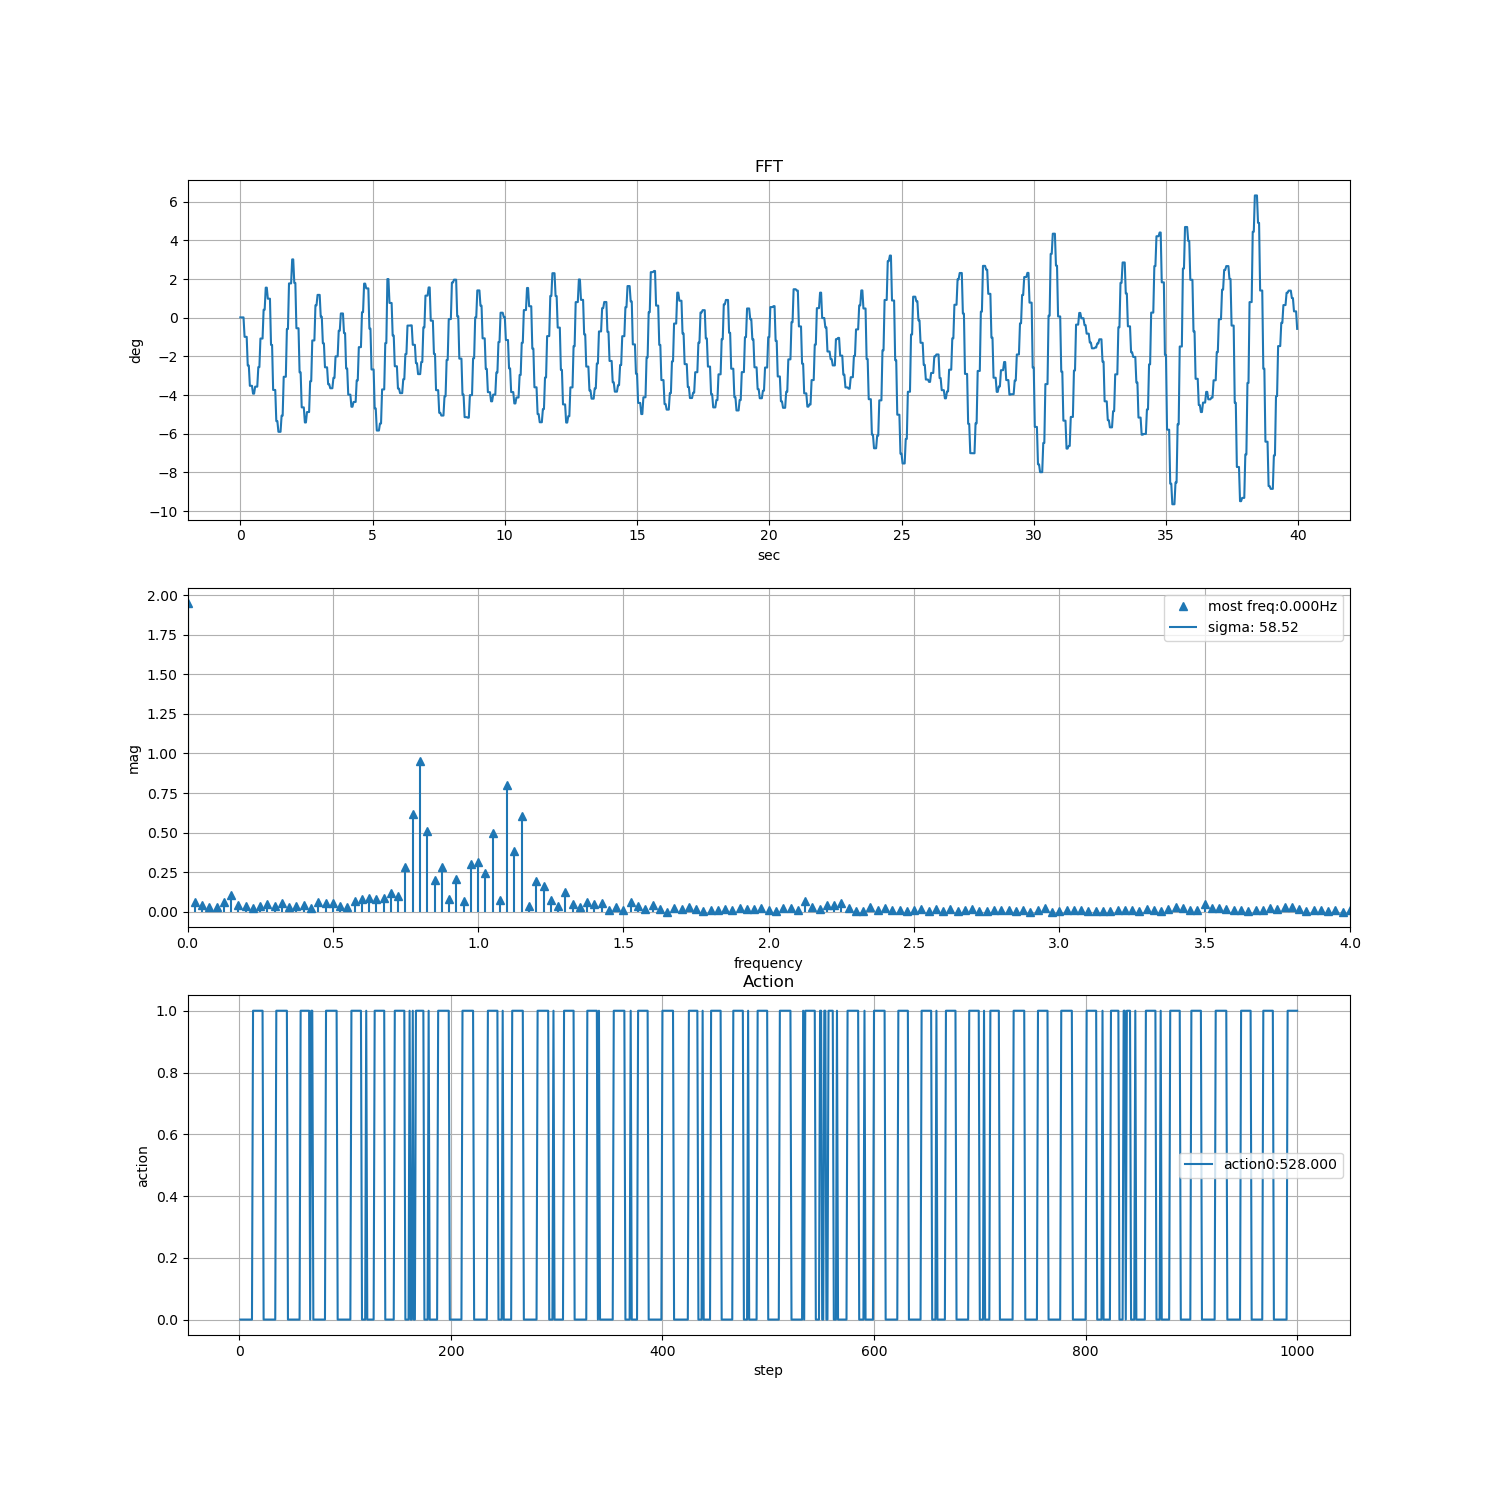 FFT
6
4
2
0
−2
−4
−6
−8
−10
deg
0 5 10 15 20 25 30 35 40
sec
2.00
1.75
1.50
1.25
1.00
0.75
0.50
0.25
0.00
mag
most freq:0.000Hz
sigma: 58.52
0.0 0.5 1.0 1.5 2.0 2.5 3.0 3.5 4.0
frequency
Action
1.0
0.8
0.6
0.4
0.2
0.0
action
action0:528.000
0 200 400 600 800 1000
step